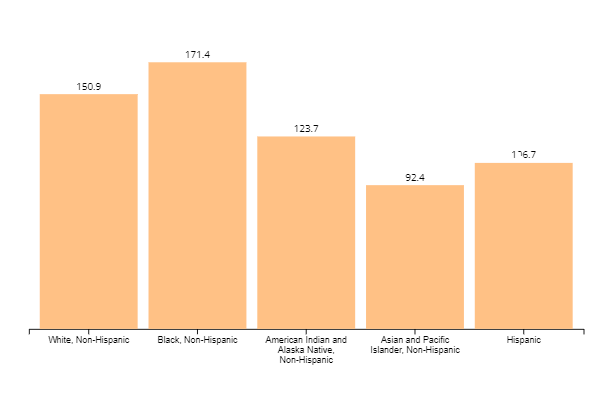 171.4
150.9
123.7
106.7
92.4
White, Non-Hispanic
Black, Non-Hispanic
American Indian and
Alaska Native,
Non-Hispanic
Asian and Pacific
Islander, Non-Hispanic
Hispanic